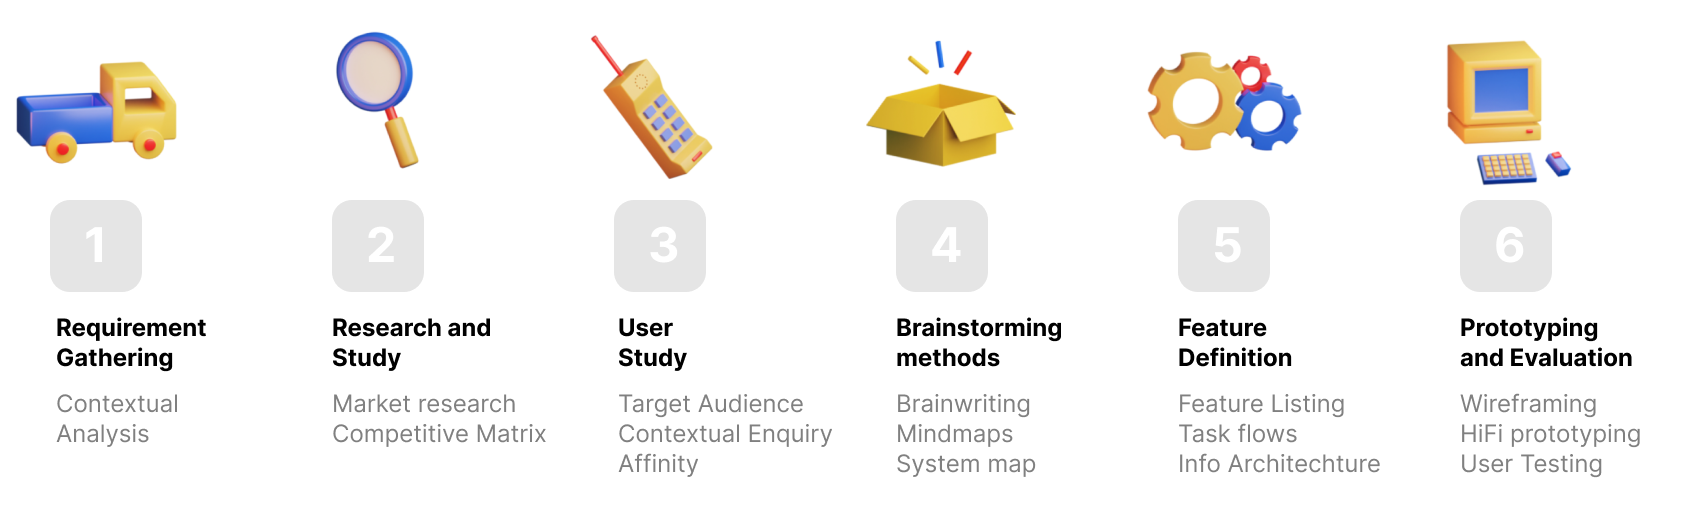 1
Requirement
Gathering
Contextual
Analysis
2
Research and
Study
Market research
Competitive Matrix
3
User
Study
Target Audience
Contextual Enquiry
Affinity
4
Brainstorming
methods
Brainwriting
Mindmaps
System map
5
Feature
Definition
Feature Listing
Task flows
Info Architechture
6
Prototyping
and Evaluation
Wireframing
HiFi prototyping
User Testing